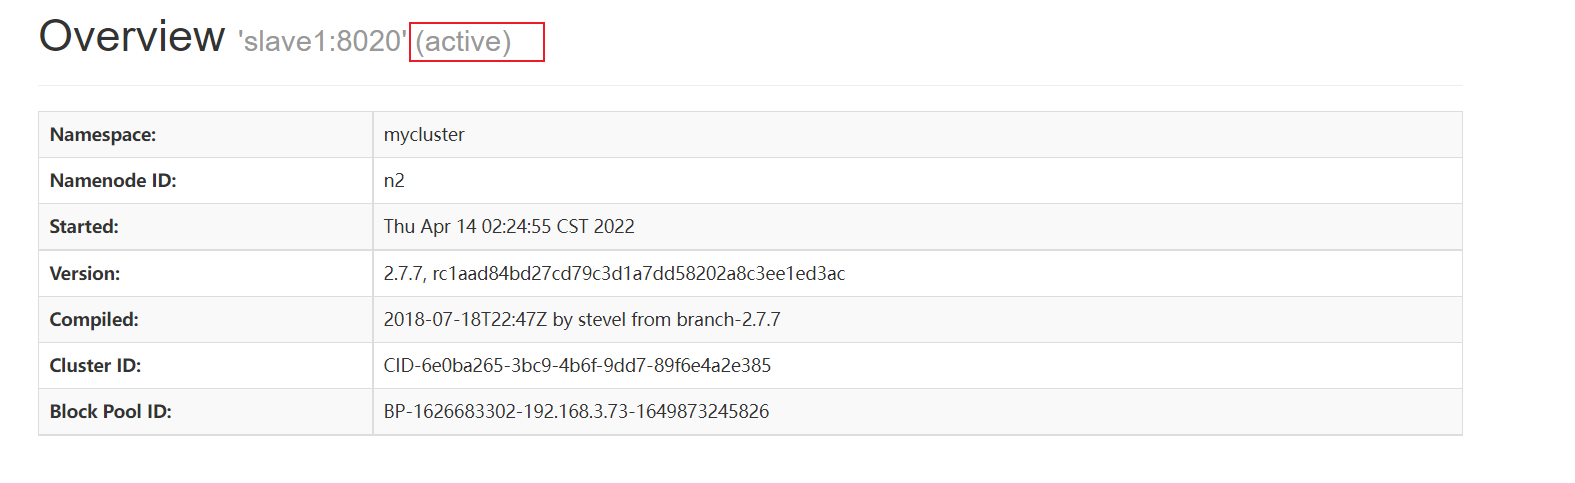 Overview 'slave1:8020' (active)
Namespace: mycluster
Namenode ID: n2
Started: Thu Apr 14 02:24:55 CST 2022
Version: 2.7.7, rc1aad84bd27cd79c3d1a7dd58202a8c3ee1ed3ac
Compiled: 2018-07-18T22:47Z by stevel from branch-2.7.7
Cluster ID: CID-6e0ba265-3bc9-4b6f-9dd7-89f6e4a2e385
Block Pool ID: BP-1626683302-192.168.3.73-1649873245826